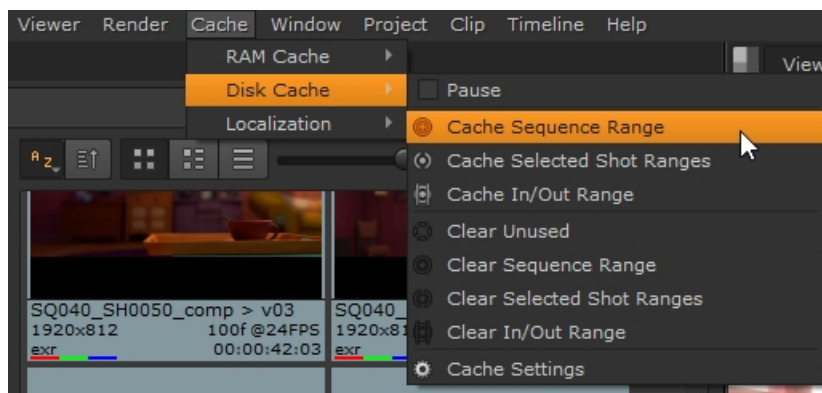 Viewer Render Cache Window Project Clip Timeline Help
RAM Cache
Disk Cache
Localization
View
Pause
Cache Sequence Range
Cache Selected Shot Ranges
Cache In/Out Range
Clear Unused
Clear Sequence Range
Clear Selected Shot Ranges
Clear In/Out Range
Cache Settings
A Z
SQ040_SH0050_comp > v03
1920x812 100f @24FPS
exr 00:00:42:03
SQ040_
1920x81
exr